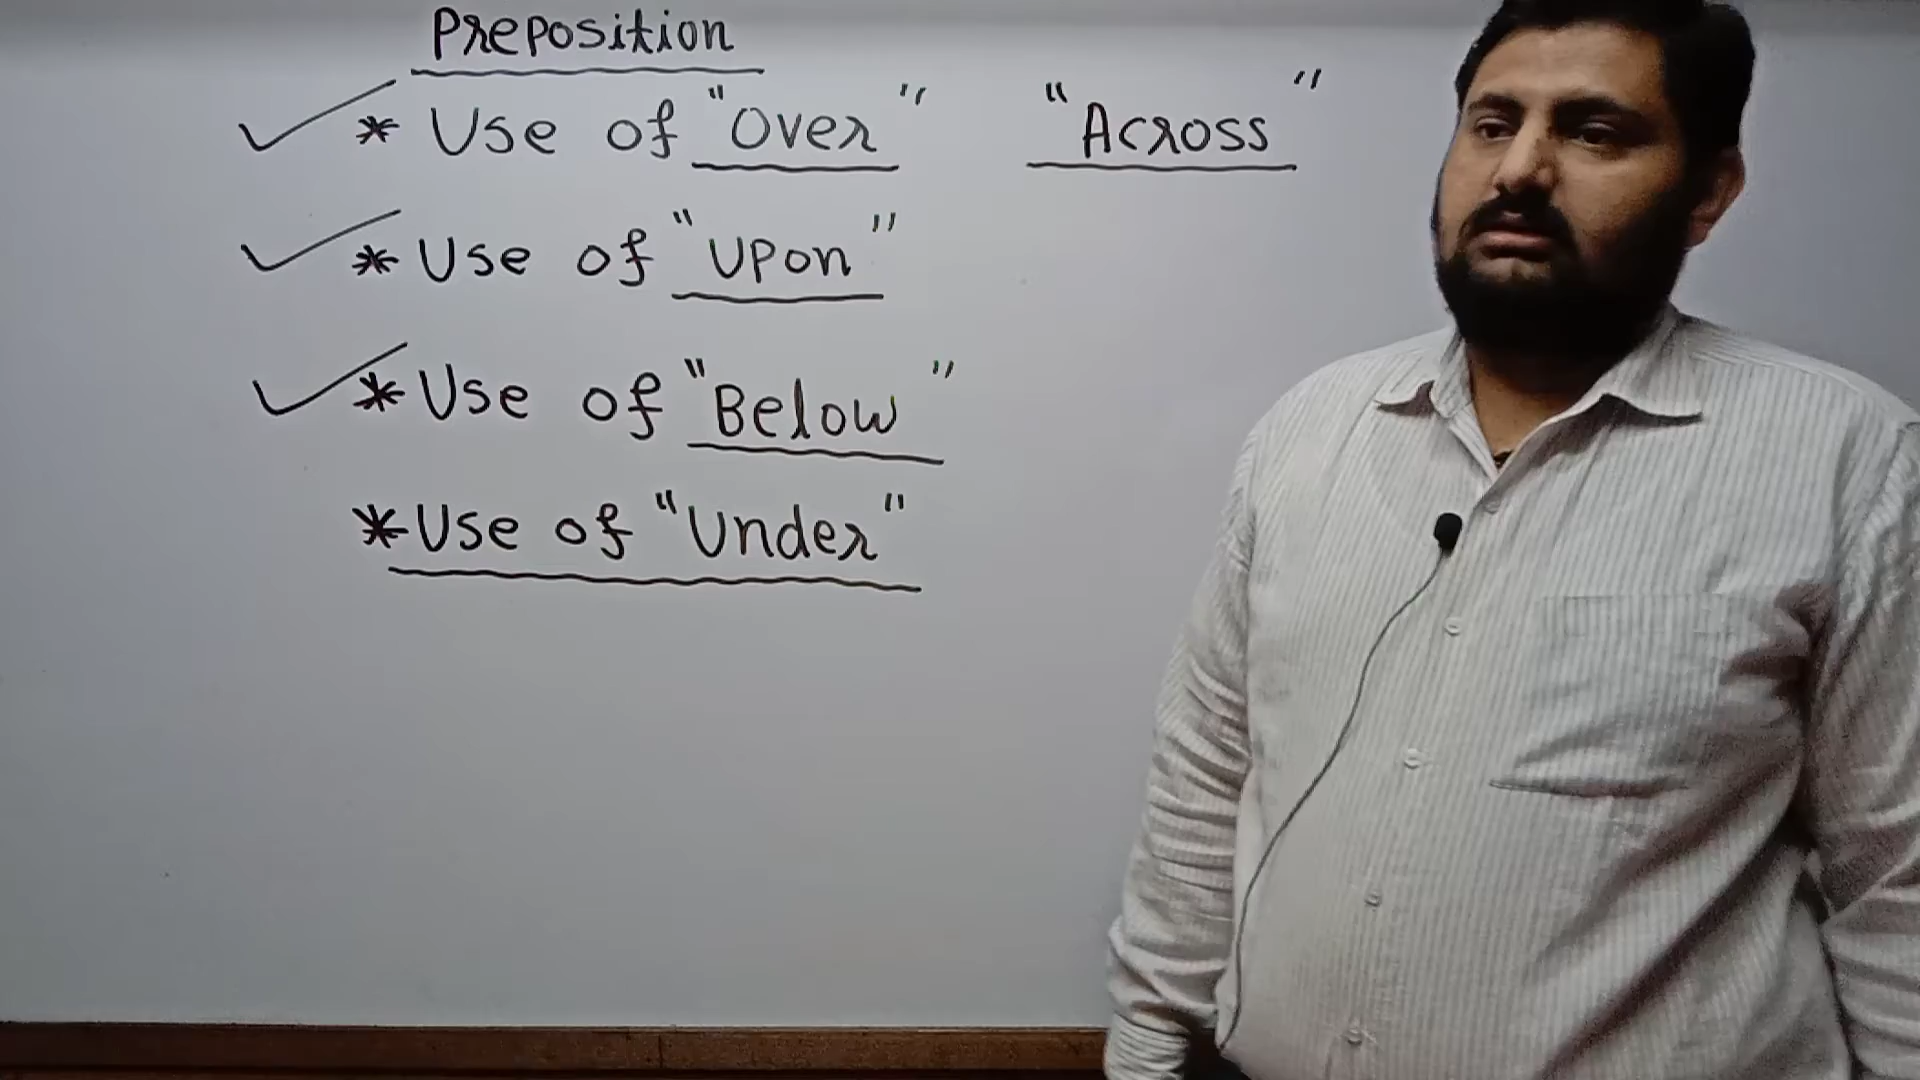 Preposition
* Use of "Over" "Across"
* Use of "Upon"
* Use of "Below"
* Use of "Under"